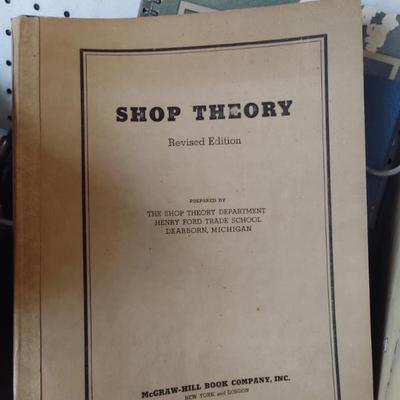 SHOP THEORY
Revised Edition
PREPARED BY
THE SHOP THEORY DEPARTMENT
HENRY FORD TRADE SCHOOL
DEARBORN, MICHIGAN
McGRAW-HILL BOOK COMPANY, INC.
NEW YORK AND LONDON